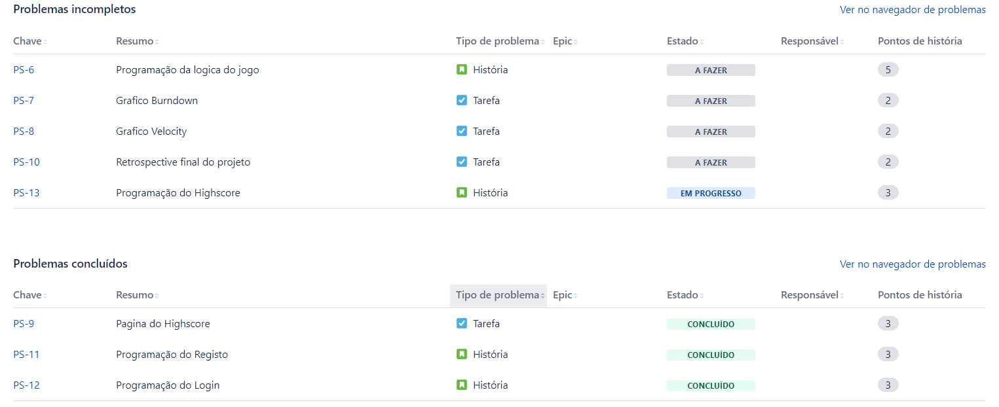 Problemas incompletos Ver no navegador de problemas
Chave Resumo Tipo de problema Epic Estado Responsável Pontos de história
PS-6 Programação da logica do jogo História A FAZER 5
PS-7 Grafico Burndown Tarefa A FAZER 2
PS-8 Grafico Velocity Tarefa A FAZER 2
PS-10 Retrospective final do projeto Tarefa A FAZER 2
PS-13 Programação do Highscore História EM PROGRESSO 3
Problemas concluídos Ver no navegador de problemas
Chave Resumo Tipo de problema Epic Estado Responsável Pontos de história
PS-9 Pagina do Highscore Tarefa CONCLUÍDO 3
PS-11 Programação do Registo História CONCLUÍDO 3
PS-12 Programação do Login História CONCLUÍDO 3